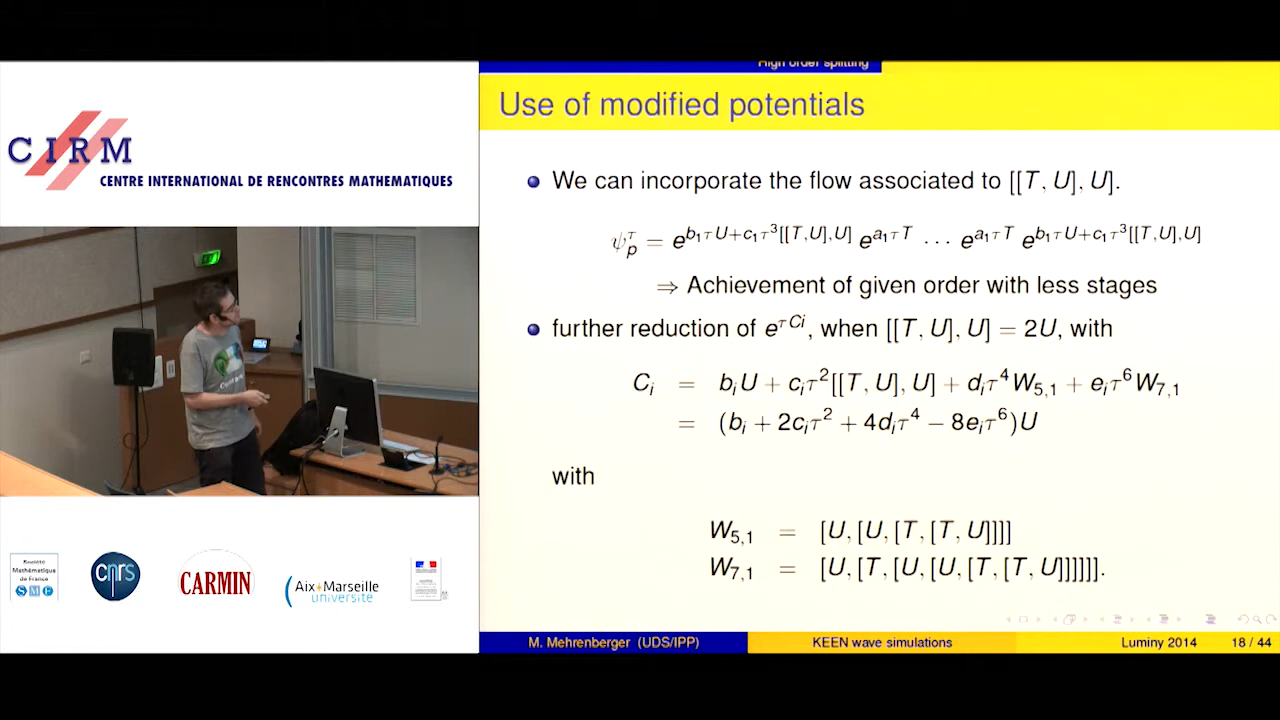 High order splitting
Use of modified potentials
We can incorporate the flow associated to [[T, U], U].
ψ_p^τ = e^{b₁τU+c₁τ³[[T,U],U]} e^{a₁τT} ⋯ e^{a₁τT} e^{b₁τU+c₁τ³[[T,U],U]}
⇒ Achievement of given order with less stages
further reduction of e^{τC_i}, when [[T, U], U] = 2U, with
C_i = b_iU + c_iτ²[[T, U], U] + d_iτ⁴W_{5,1} + e_iτ⁶W_{7,1}
= (b_i + 2c_iτ² + 4d_iτ⁴ − 8e_iτ⁶)U
with
W_{5,1} = [U, [U, [T, [T, U]]]]
W_{7,1} = [U, [T, [U, [U, [T, [T, U]]]]]].
M. Mehrenberger (UDS/IPP)
KEEN wave simulations
Luminy 2014
18 / 44
CIRM
CENTRE INTERNATIONAL DE RENCONTRES MATHEMATIQUES
Société
Mathématique
de France
SMF
cnrs
CARMIN
Aix*Marseille
université